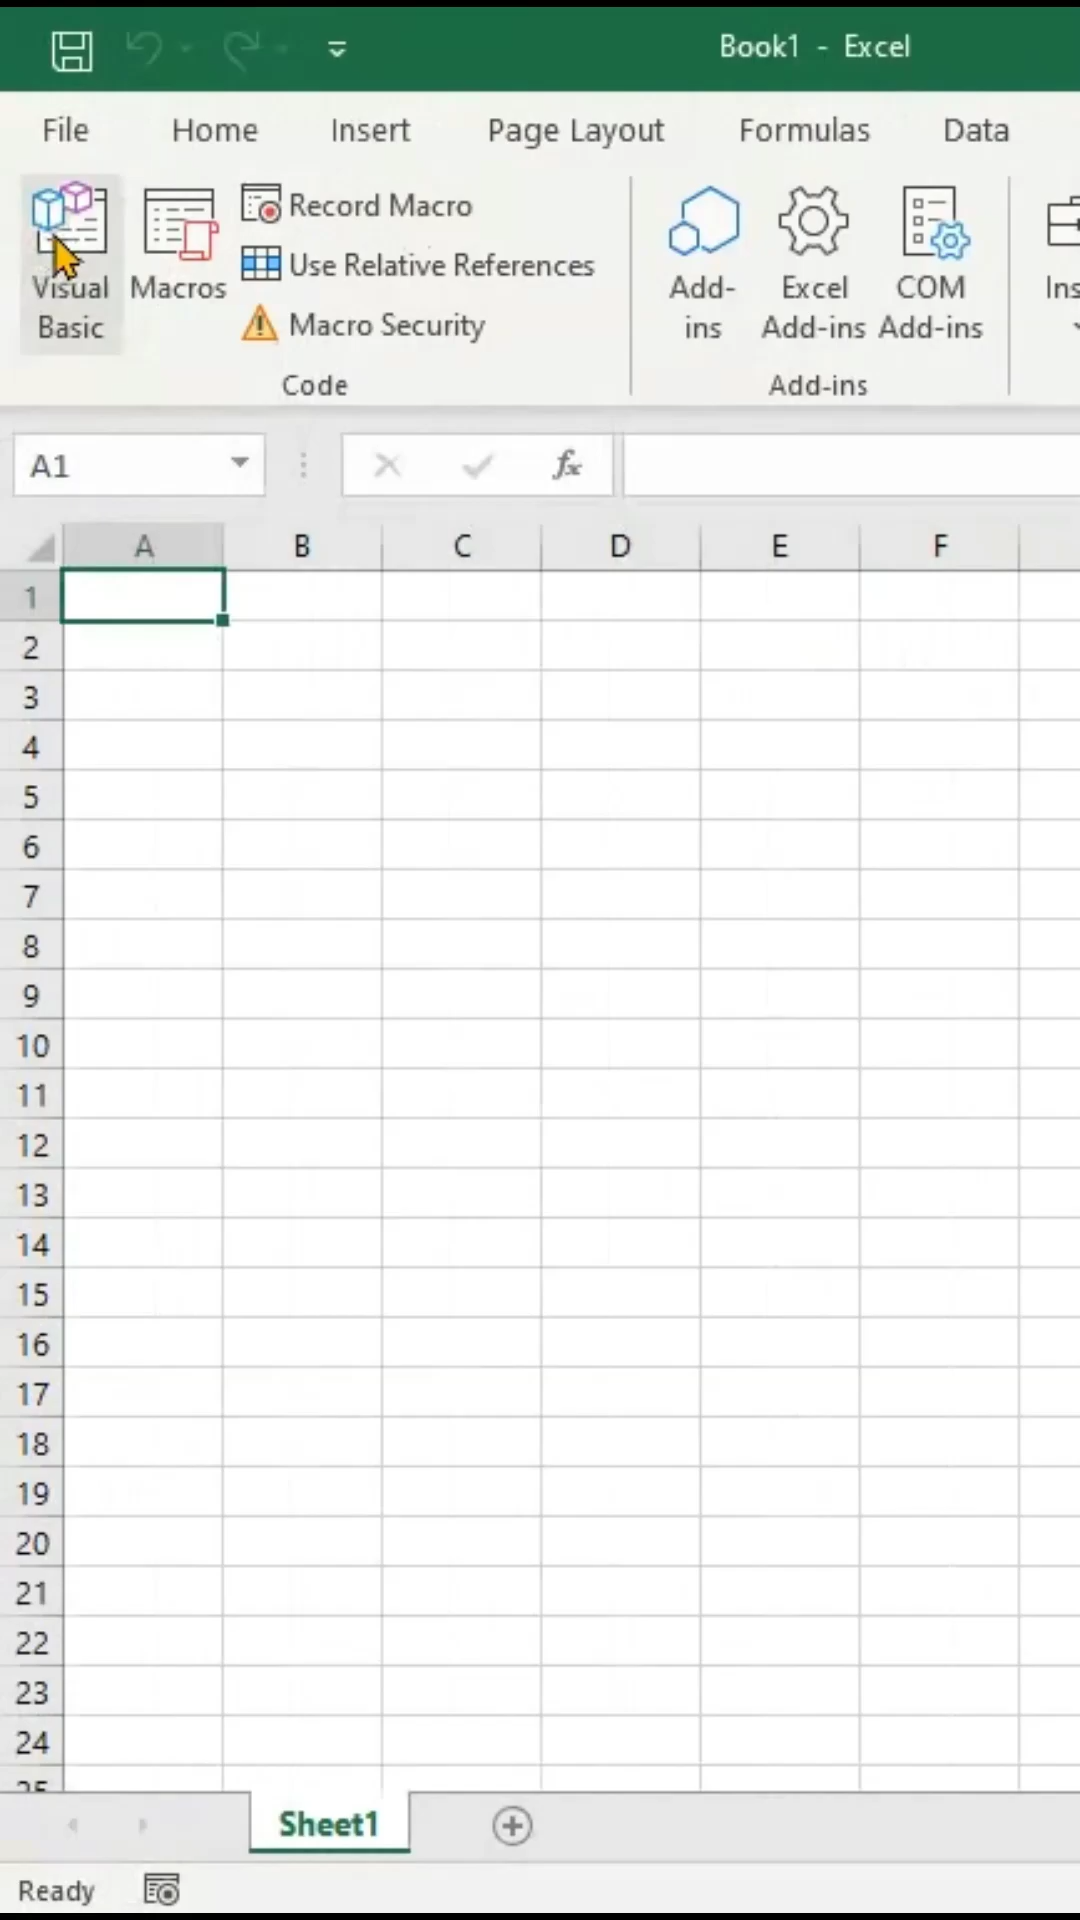 Book1 - Excel
File Home Insert Page Layout Formulas Data
Visual Basic
Macros
Record Macro
Use Relative References
Macro Security
Code
Add-ins
Excel Add-ins
COM Add-ins
Add-ins
A1
fx
A B C D E F
1
2
3
4
5
6
7
8
9
10
11
12
13
14
15
16
17
18
19
20
21
22
23
24
25
Sheet1
Ready